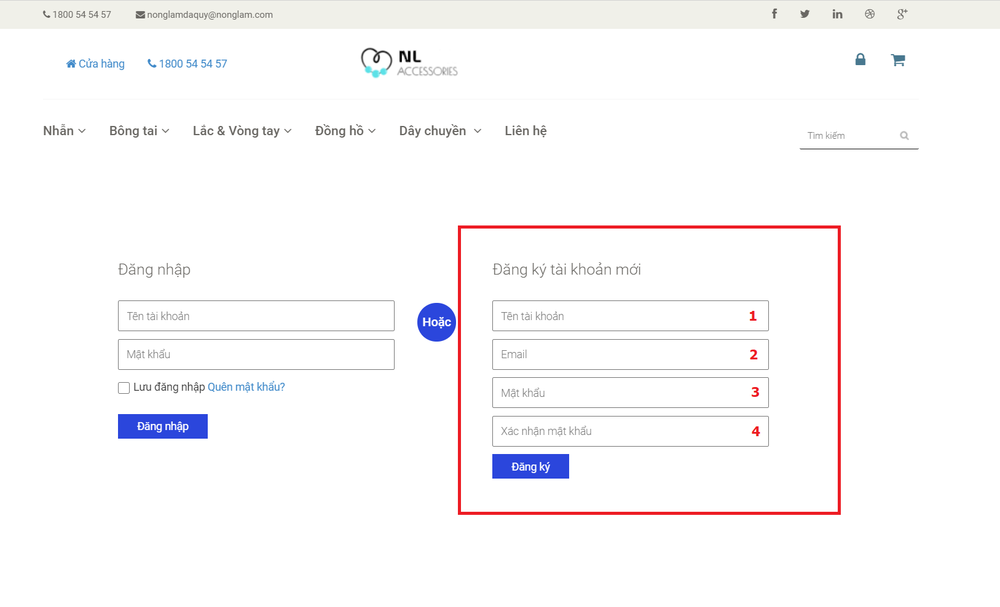 1800 54 54 57 nonglamdaquy@nonglam.com
Cửa hàng 1800 54 54 57
NL
ACCESSORIES
Nhẫn Bông tai Lắc & Vòng tay Đồng hồ Dây chuyền Liên hệ
Tìm kiếm
Đăng nhập
Tên tài khoản
Mật khẩu
Lưu đăng nhập Quên mật khẩu?
Đăng nhập
Hoặc
Đăng ký tài khoản mới
Tên tài khoản 1
Email 2
Mật khẩu 3
Xác nhận mật khẩu 4
Đăng ký